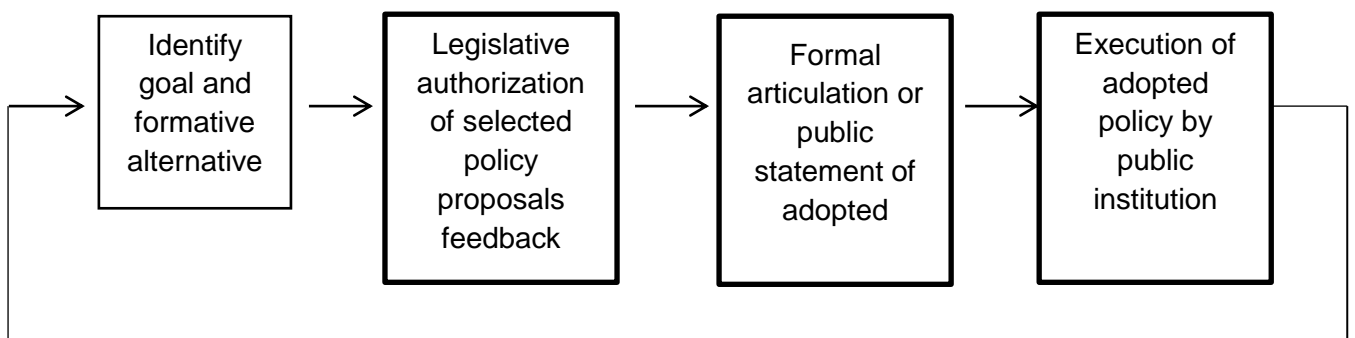 Identify
goal and
formative
alternative
Legislative
authorization
of selected
policy
proposals
feedback
Formal
articulation or
public
statement of
adopted
Execution of
adopted
policy by
public
institution